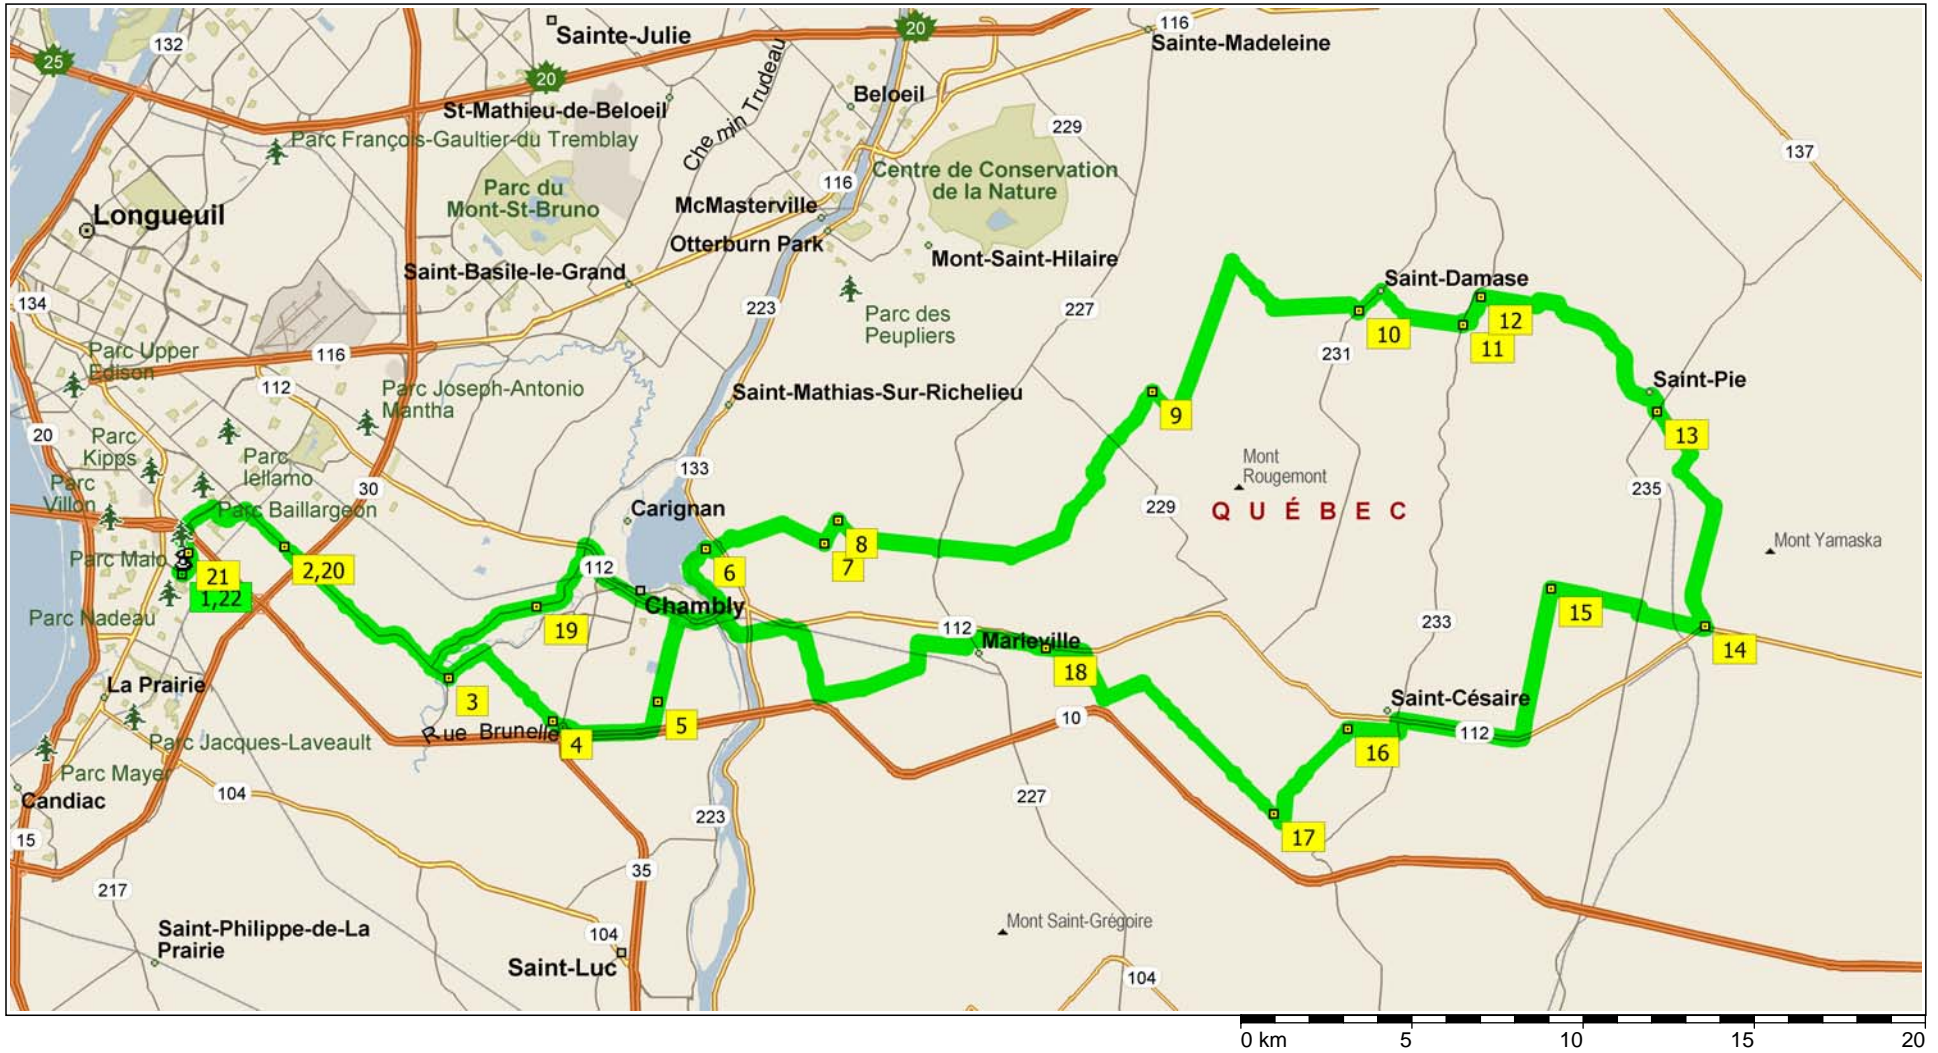 132
Sainte-Julie
20
116
Sainte-Madeleine
25
20
Beloeil
St-Mathieu-de-Beloeil
Chemin Trudeau
229
Parc François-Gaultier-du Tremblay
137
Centre de Conservation
de la Nature
116
Parc du
Mont-St-Bruno
McMasterville
Longueuil
Otterburn Park
Mont-Saint-Hilaire
Saint-Basile-le-Grand
Saint-Damase
134
223
227
Parc des
Peupliers
12
10
11
Parc Upper
Edison
116
231
112
Parc Joseph-Antonio
Mantha
Saint-Mathias-Sur-Richelieu
Saint-Pie
9
20
Parc
Kipps
13
Parc
Iellamo
Mont
Rougemont
133
Parc
Villon
30
235
Parc Baillargeon
Carignan
229
QUÉBEC
Parc Malo
8
Mont Yamaska
7
6
21
2,20
112
1,22
Chambly
15
Parc Nadeau
19
112
Marieville
233
14
18
La Prairie
3
Saint-Césaire
5
10
Rue Brunelle
4
112
16
Parc Jacques-Laveault
Parc Mayer
104
227
Candiac
223
17
15
35
217
Saint-Philippe-de-La
Prairie
Mont Saint-Grégoire
104
Saint-Luc
104
0 km
5
10
15
20